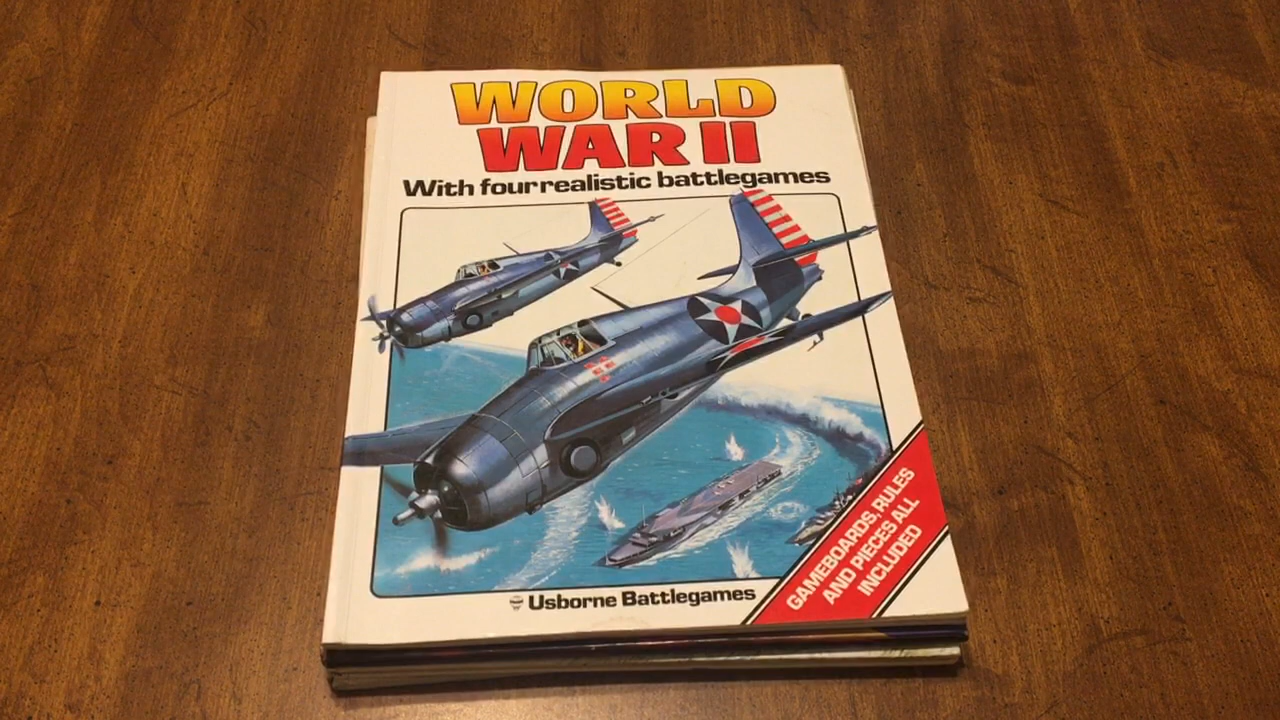 WORLD
WAR II
With four realistic battlegames
GAMEBOARDS, RULES
AND PIECES ALL
INCLUDED
Usborne Battlegames